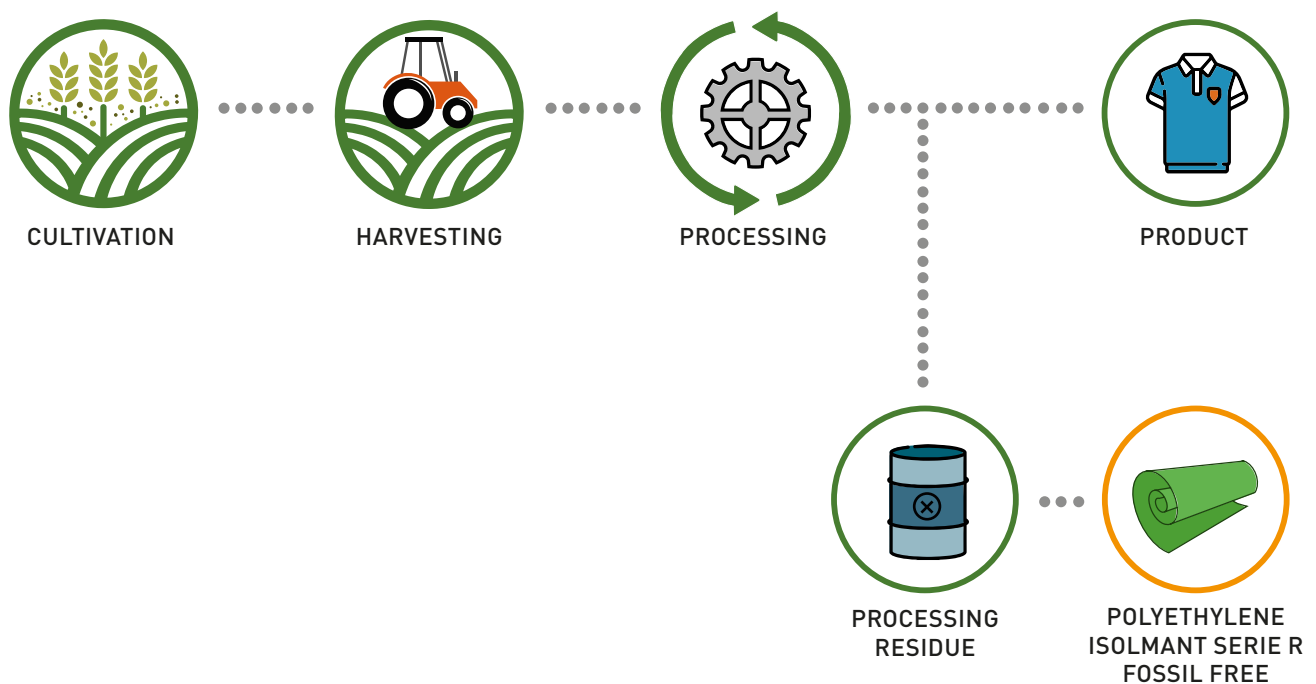 CULTIVATION
HARVESTING
PROCESSING
PRODUCT
PROCESSING
RESIDUE
POLYETHYLENE
ISOLMANT SERIE R
FOSSIL FREE